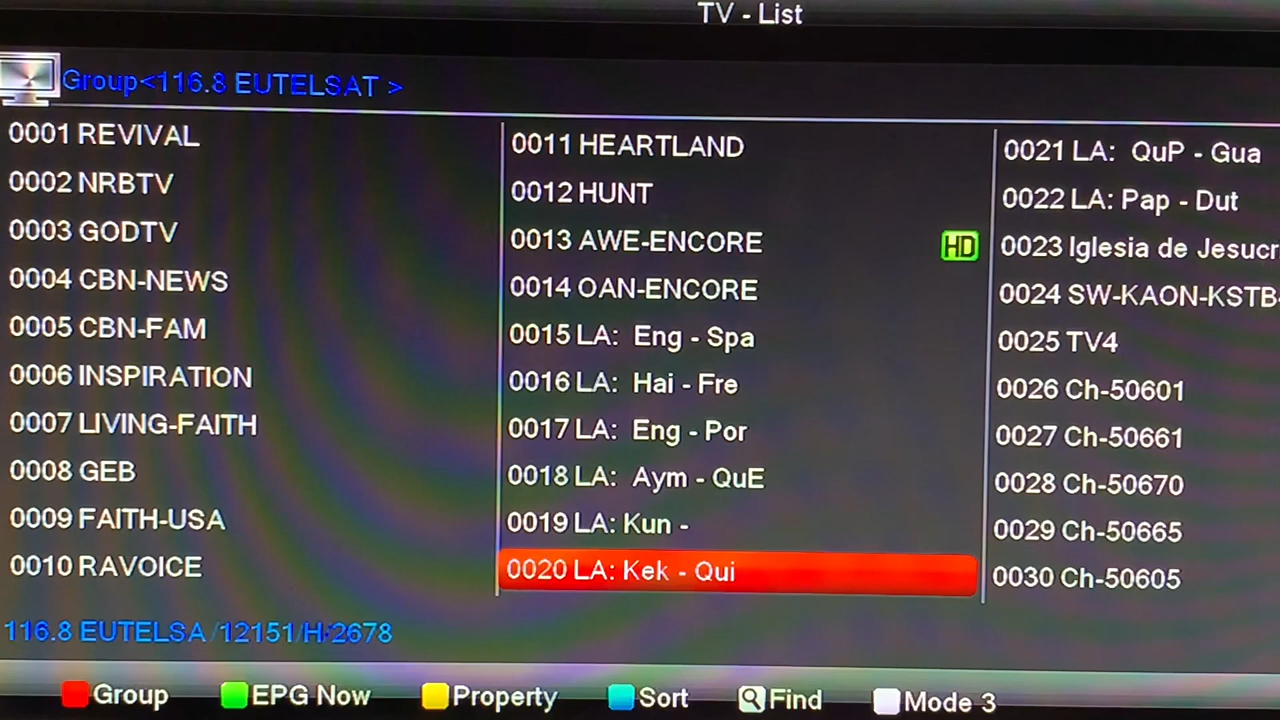 TV - List
Group<116.8 EUTELSAT >
0001 REVIVAL
0002 NRBTV
0003 GODTV
0004 CBN-NEWS
0005 CBN-FAM
0006 INSPIRATION
0007 LIVING-FAITH
0008 GEB
0009 FAITH-USA
0010 RAVOICE
0011 HEARTLAND
0012 HUNT
0013 AWE-ENCORE HD
0014 OAN-ENCORE
0015 LA: Eng - Spa
0016 LA: Hai - Fre
0017 LA: Eng - Por
0018 LA: Aym - QuE
0019 LA: Kun -
0020 LA: Kek - Qui
0021 LA: QuP - Gua
0022 LA: Pap - Dut
0023 Iglesia de Jesucr
0024 SW-KAON-KSTB-
0025 TV4
0026 Ch-50601
0027 Ch-50661
0028 Ch-50670
0029 Ch-50665
0030 Ch-50605
116.8 EUTELSA /12151/H/2678
Group EPG Now Property Sort Find Mode 3